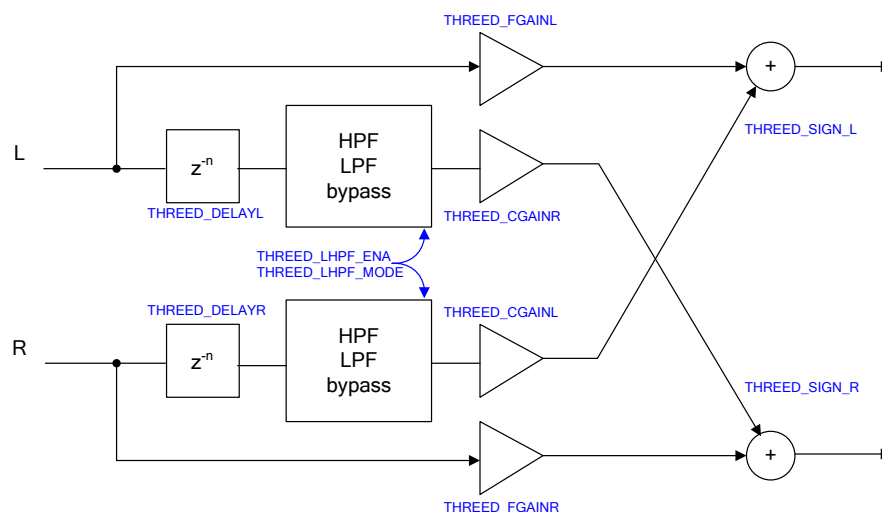 THREED_FGAINL
+
THREED_SIGN_L
L
z-n
HPF
LPF
bypass
THREED_DELAYL
THREED_CGAINR
THREED_LHPF_ENA
THREED_LHPF_MODE
THREED_DELAYR
THREED_CGAINL
R
z-n
HPF
LPF
bypass
THREED_SIGN_R
+
THREED_FGAINR